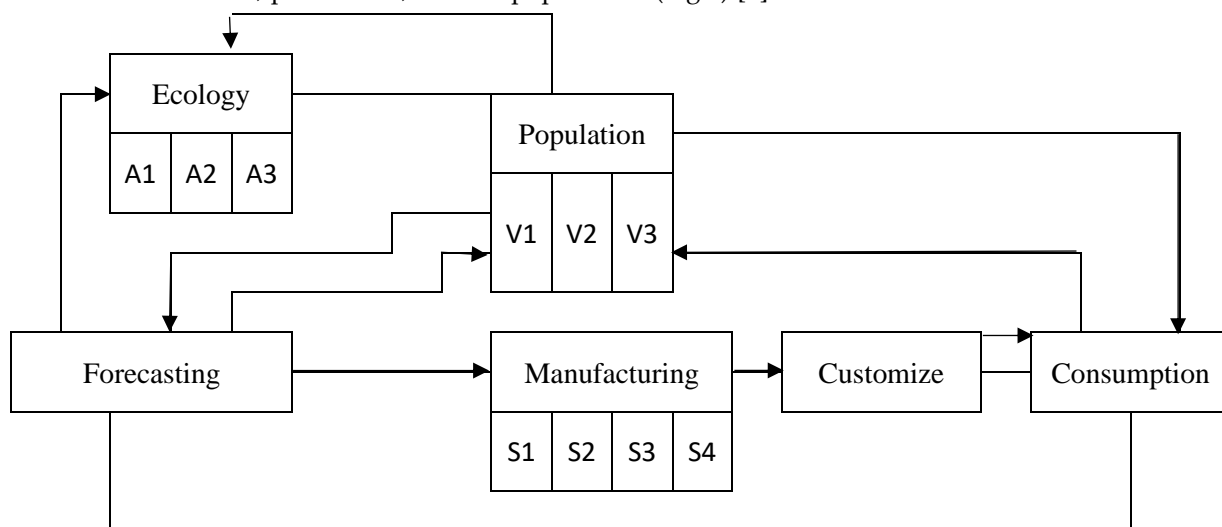 Ecology
Population
A1 A2 A3
V1 V2 V3
Forecasting
Manufacturing
Customize
Consumption
S1 S2 S3 S4